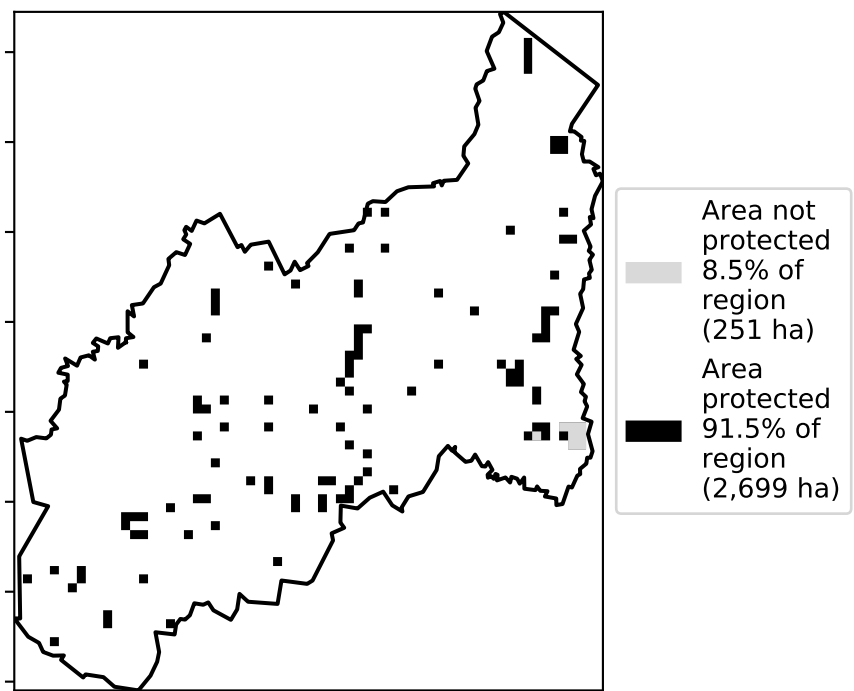 Area not
protected
8.5% of
region
(251 ha)
Area
protected
91.5% of
region
(2,699 ha)